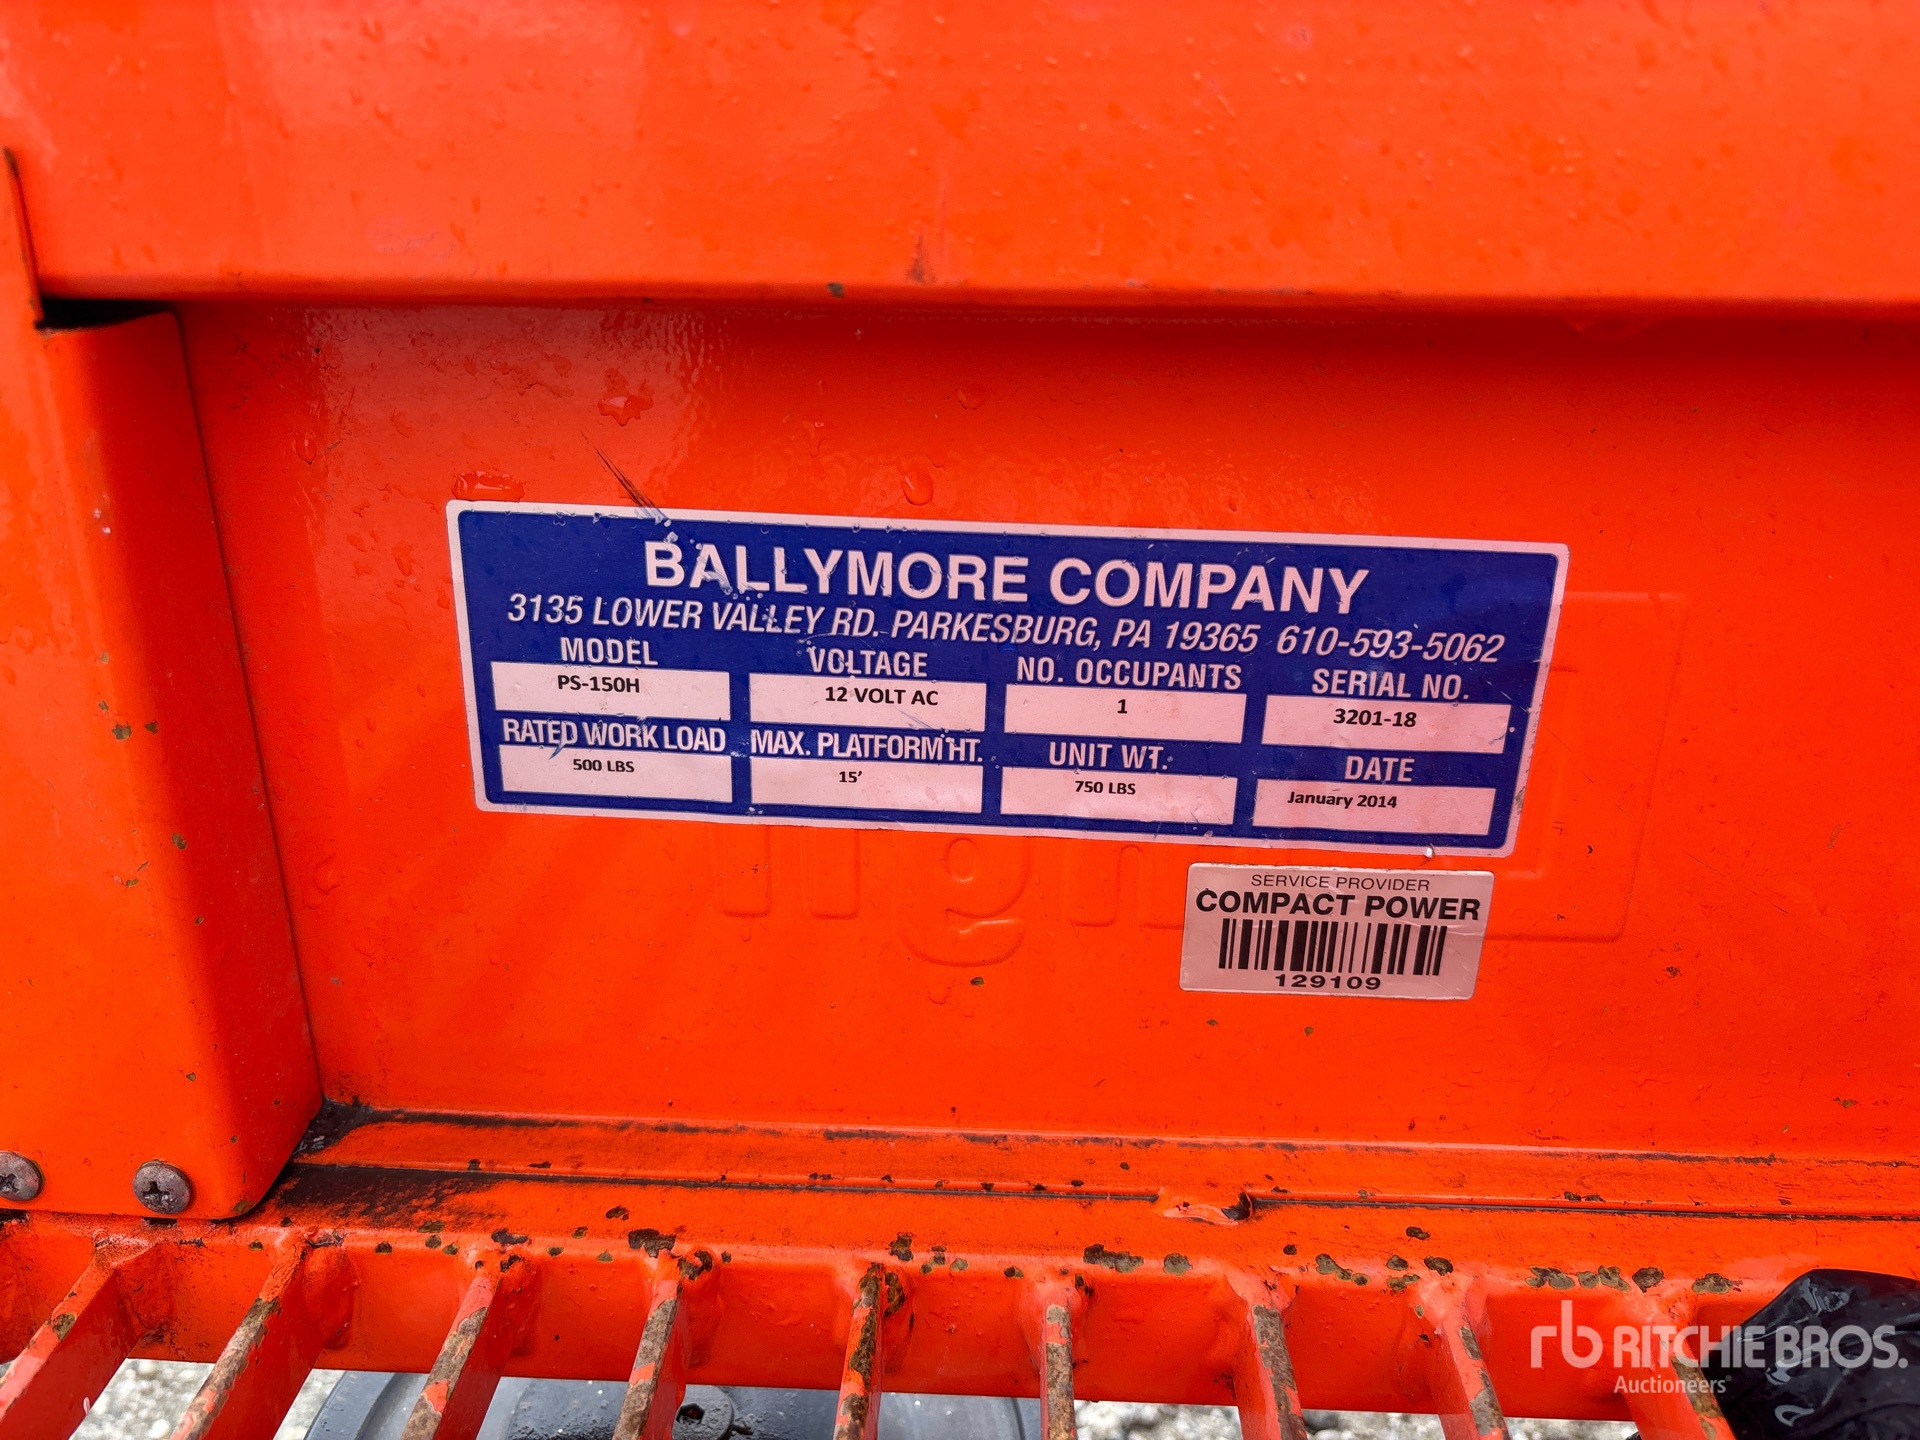 BALLYMORE COMPANY
3135 LOWER VALLEY RD. PARKESBURG, PA 19365 610-593-5062
MODEL VOLTAGE NO. OCCUPANTS SERIAL NO.
PS-150H 12 VOLT AC 1 3201-18
RATED WORK LOAD MAX. PLATFORM HT. UNIT WT. DATE
500 LBS 15' 750 LBS January 2014
SERVICE PROVIDER
COMPACT POWER
129109
rb RITCHIE BROS.
Auctioneers